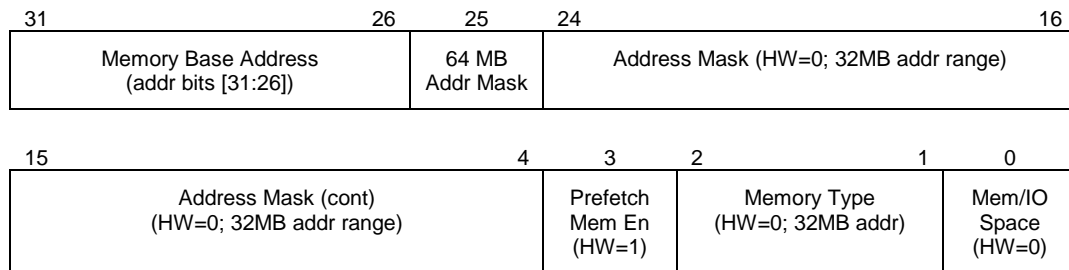 31 26 25 24 16
Memory Base Address
(addr bits [31:26])
64 MB
Addr Mask
Address Mask (HW=0; 32MB addr range)
15 4 3 2 1 0
Address Mask (cont)
(HW=0; 32MB addr range)
Prefetch
Mem En
(HW=1)
Memory Type
(HW=0; 32MB addr)
Mem/IO
Space
(HW=0)